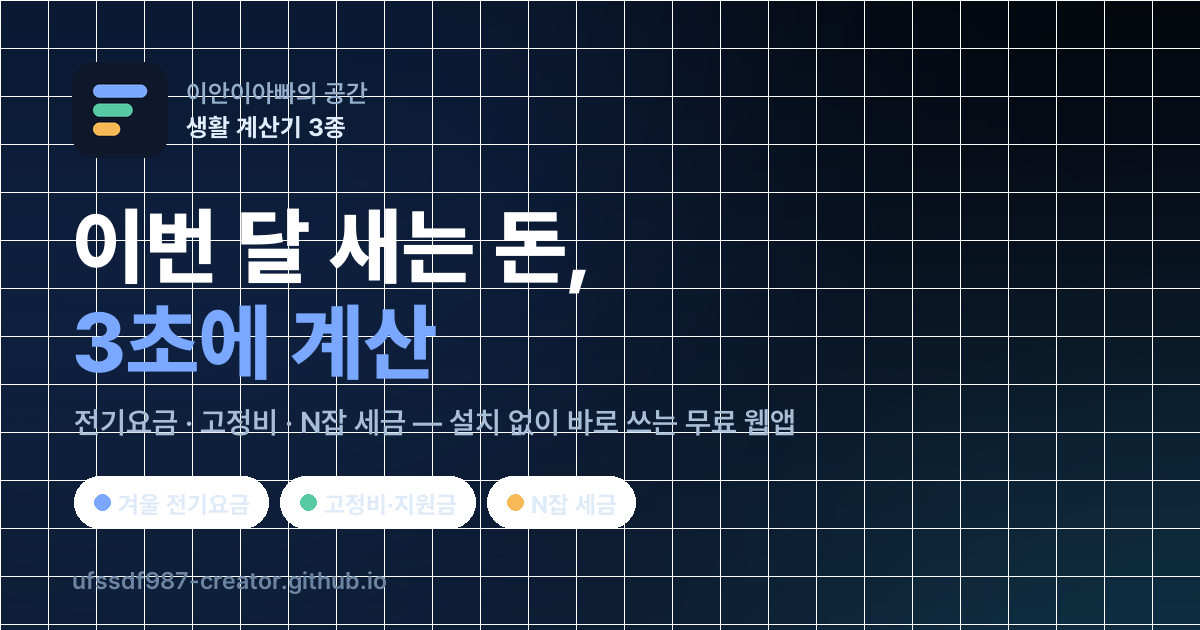 이안이아빠의 공간
생활 계산기 3종
이번 달 새는 돈,
3초에 계산
전기요금 · 고정비 · N잡 세금 — 설치 없이 바로 쓰는 무료 웹앱
겨울 전기요금
고정비·지원금
N잡 세금
ufssdf987-creator.github.io